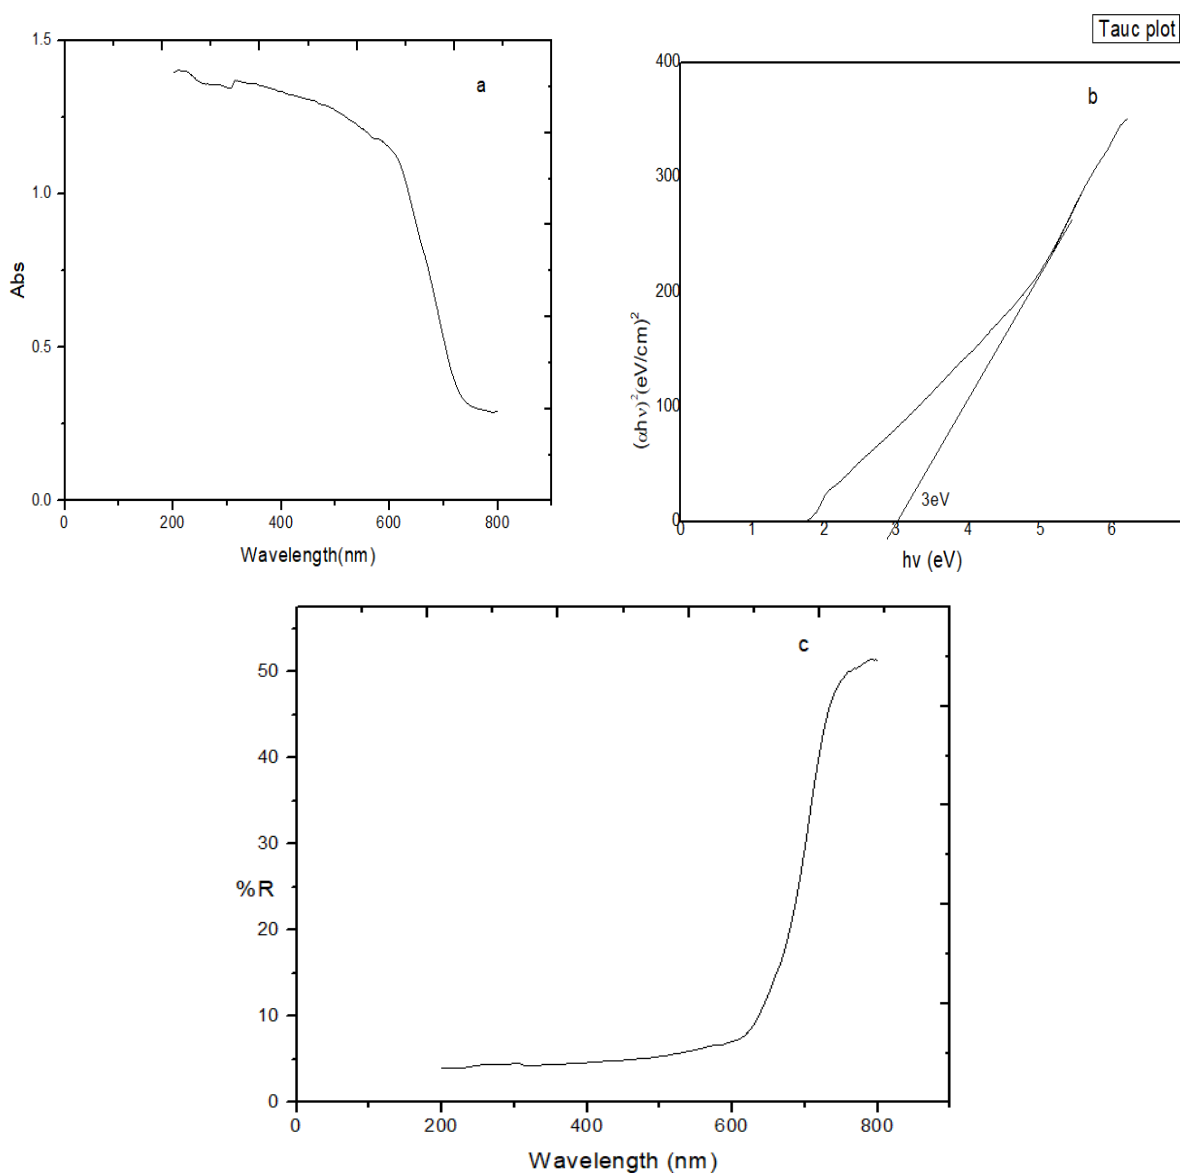 Tauc plot
a
1.5
1.0
0.5
0.0
Abs
0 200 400 600 800
Wavelength(nm)
b
400
300
200
100
0
(αhν)²(eV/cm)²
3eV
0 1 2 3 4 5 6 7
hv (eV)
c
50
40
30
20
10
0
%R
0 200 400 600 800
Wavelength (nm)